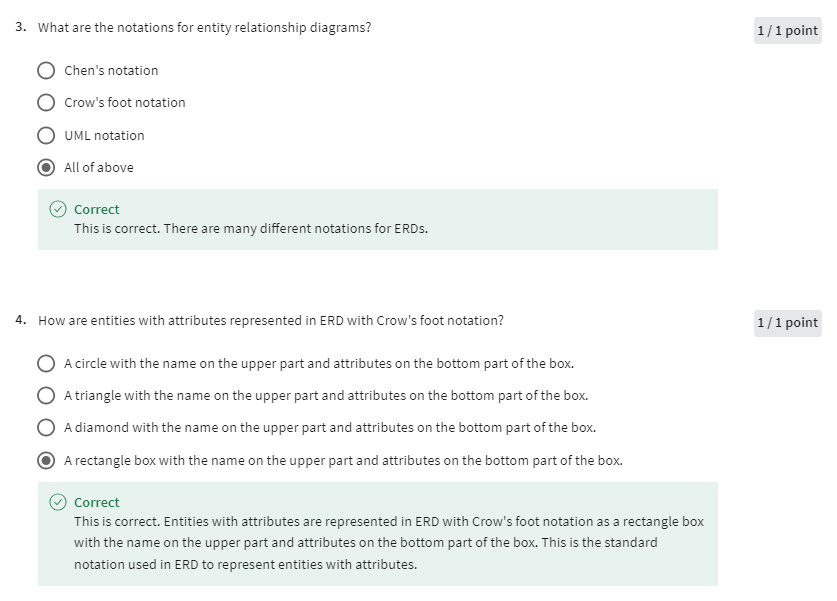 3. What are the notations for entity relationship diagrams?
1 / 1 point
Chen's notation
Crow's foot notation
UML notation
All of above
Correct
This is correct. There are many different notations for ERDs.
4. How are entities with attributes represented in ERD with Crow's foot notation?
1 / 1 point
A circle with the name on the upper part and attributes on the bottom part of the box.
A triangle with the name on the upper part and attributes on the bottom part of the box.
A diamond with the name on the upper part and attributes on the bottom part of the box.
A rectangle box with the name on the upper part and attributes on the bottom part of the box.
Correct
This is correct. Entities with attributes are represented in ERD with Crow's foot notation as a rectangle box
with the name on the upper part and attributes on the bottom part of the box. This is the standard
notation used in ERD to represent entities with attributes.